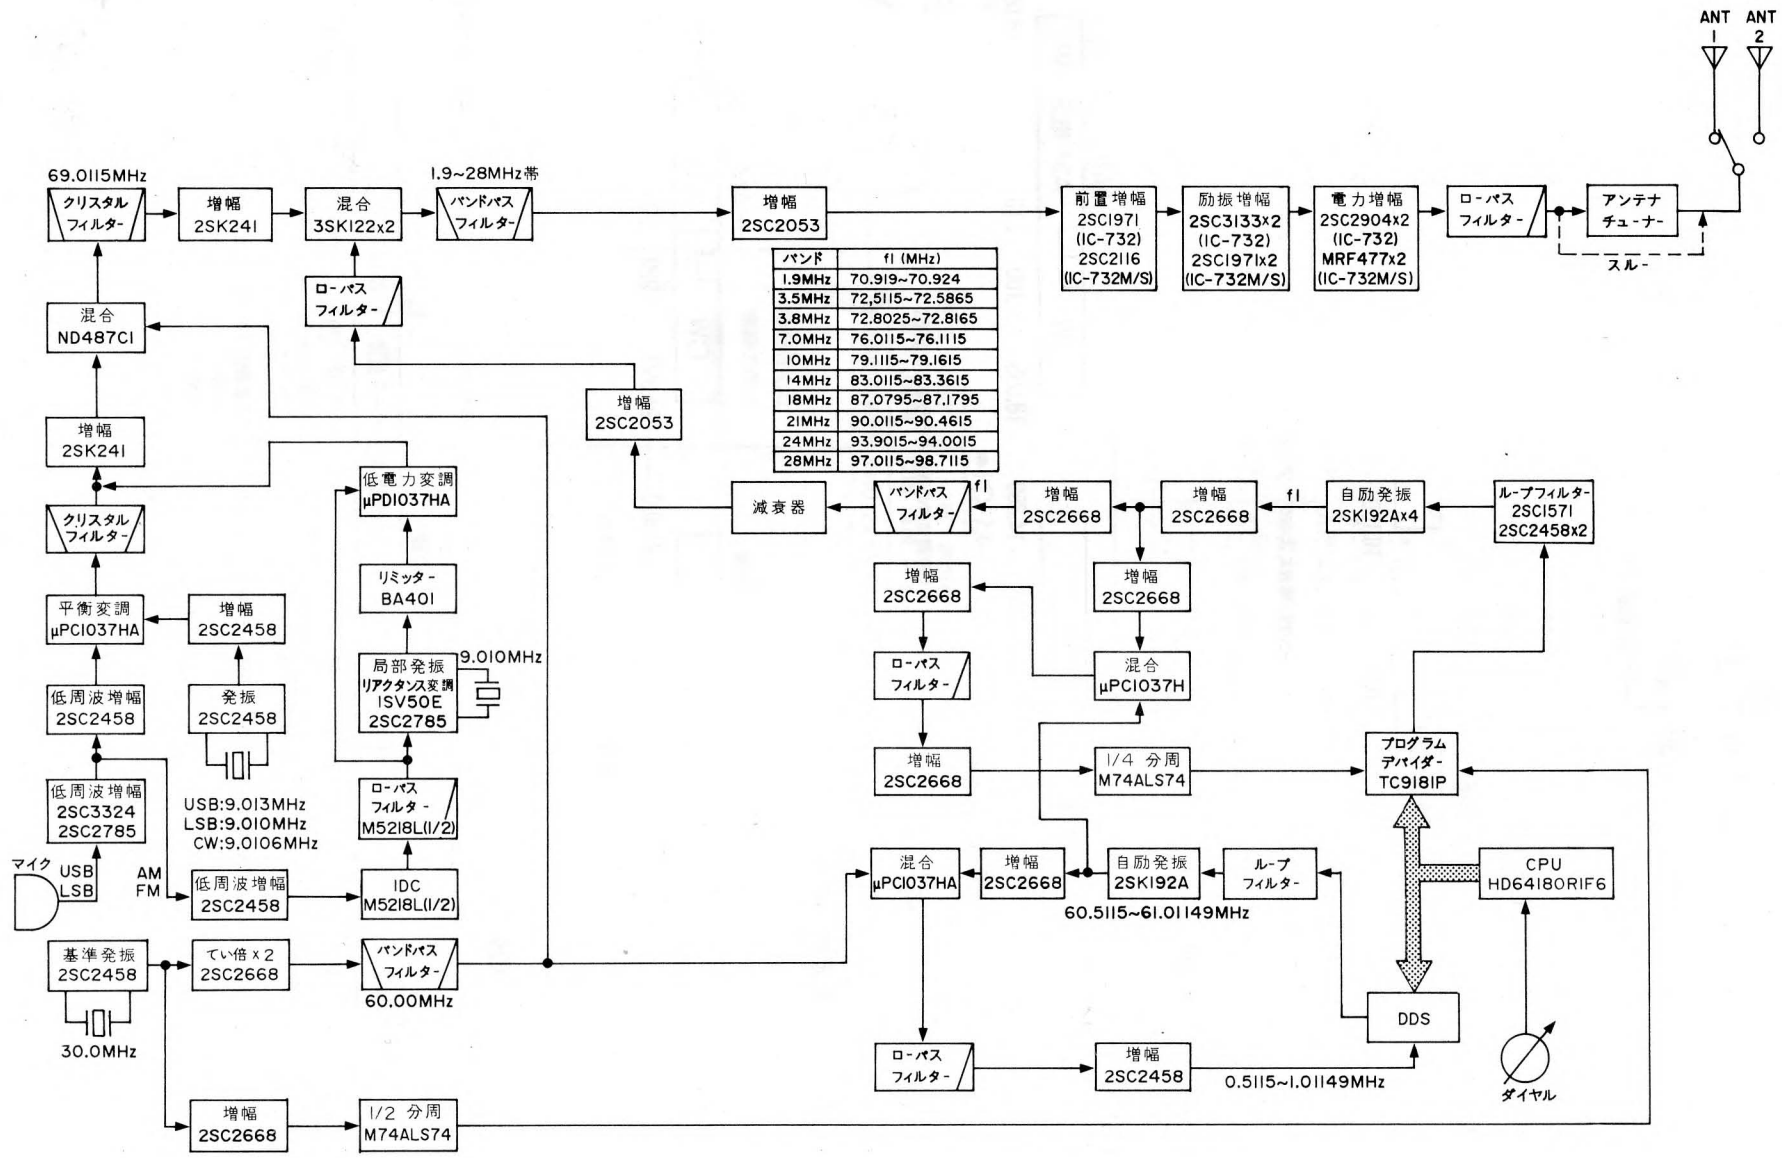 ANT
1
ANT
2
69.0115MHz
クリスタル
フィルター
増幅
2SK241
混合
3SK122x2
1.9~28MHz帯
バンドパス
フィルター
増幅
2SC2053
前置増幅
2SC1971
(IC-732)
2SC2116
(IC-732M/S)
励振増幅
2SC3133x2
(IC-732)
2SC1971x2
(IC-732M/S)
電力増幅
2SC2904x2
(IC-732)
MRF477x2
(IC-732M/S)
ローパス
フィルター
アンテナ
チューナー
スルー
ローパス
フィルター
バンド f1 (MHz)
1.9MHz 70.919~70.924
3.5MHz 72,5115~72.5865
3.8MHz 72.8025~72.8165
7.0MHz 76.0115~76.1115
10MHz 79.1115~79.1615
14MHz 83.0115~83.3615
18MHz 87.0795~87.1795
21MHz 90.0115~90.4615
24MHz 93.9015~94.0015
28MHz 97.0115~98.7115
混合
ND487C1
増幅
2SC2053
増幅
2SK241
低電力変調
μPD1037HA
減衰器
バンドパス
フィルター
f1
増幅
2SC2668
増幅
2SC2668
f1
自励発振
2SK192Ax4
ループフィルター
2SC1571
2SC2458x2
クリスタル
フィルター
リミッター
BA401
増幅
2SC2668
増幅
2SC2668
平衡変調
μPC1037HA
増幅
2SC2458
局部発振
リアクタンス変調
1SV50E
2SC2785
9.010MHz
ローパス
フィルター
混合
μPC1037H
低周波増幅
2SC2458
発振
2SC2458
増幅
2SC2668
1/4 分周
M74ALS74
プログラム
デバイダー
TC9181P
低周波増幅
2SC3324
2SC2785
USB:9.013MHz
LSB:9.010MHz
CW:9.0106MHz
ローパス
フィルター
M5218L(1/2)
マイク
USB
LSB
AM
FM
低周波増幅
2SC2458
IDC
M5218L(1/2)
混合
μPC1037HA
増幅
2SC2668
自励発振
2SK192A
60.5115~61.01149MHz
ループ
フィルター
CPU
HD64180R1F6
基準発振
2SC2458
30.0MHz
てい倍×2
2SC2668
バンドパス
フィルター
60.00MHz
DDS
ローパス
フィルター
増幅
2SC2458
0.5115~1.01149MHz
ダイヤル
増幅
2SC2668
1/2 分周
M74ALS74